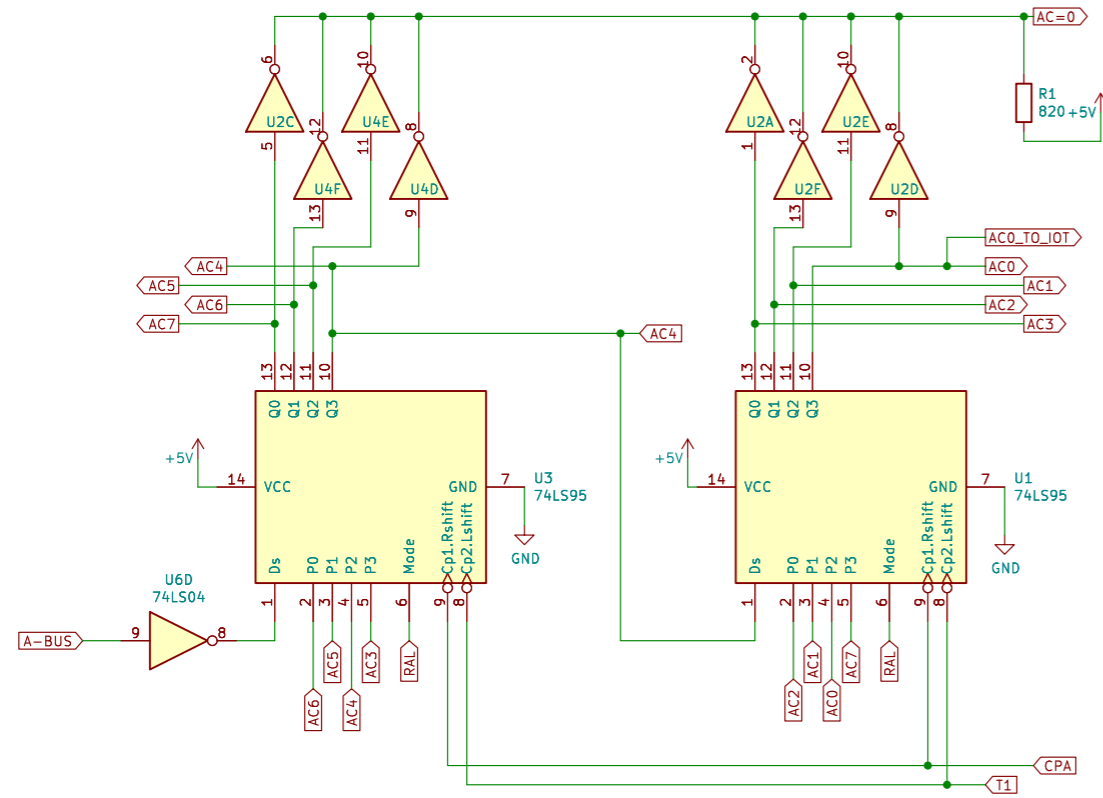 AC=0
6
10
2
10
U2C
U4E
U2A
U2E
R1
820
+5V
12
8
12
8
5
11
1
11
U4F
U4D
U2F
U2D
13
9
13
9
AC0_TO_IOT
AC4
AC0
AC5
AC1
AC6
AC2
AC7
AC3
AC4
13
12
11
10
13
12
11
10
Q0
Q1
Q2
Q3
Q0
Q1
Q2
Q3
+5V
14
VCC
GND
7
U3
74LS95
GND
+5V
14
VCC
GND
7
U1
74LS95
GND
Ds
P0
P1
P2
P3
Mode
Cp1.Rshift
Cp2.Lshift
Ds
P0
P1
P2
P3
Mode
Cp1.Rshift
Cp2.Lshift
U6D
74LS04
1
2
3
4
5
6
9
8
1
2
3
4
5
6
9
8
A-BUS
9
8
AC5
AC3
RAL
AC1
AC7
RAL
AC6
AC4
AC2
AC0
CPA
T1